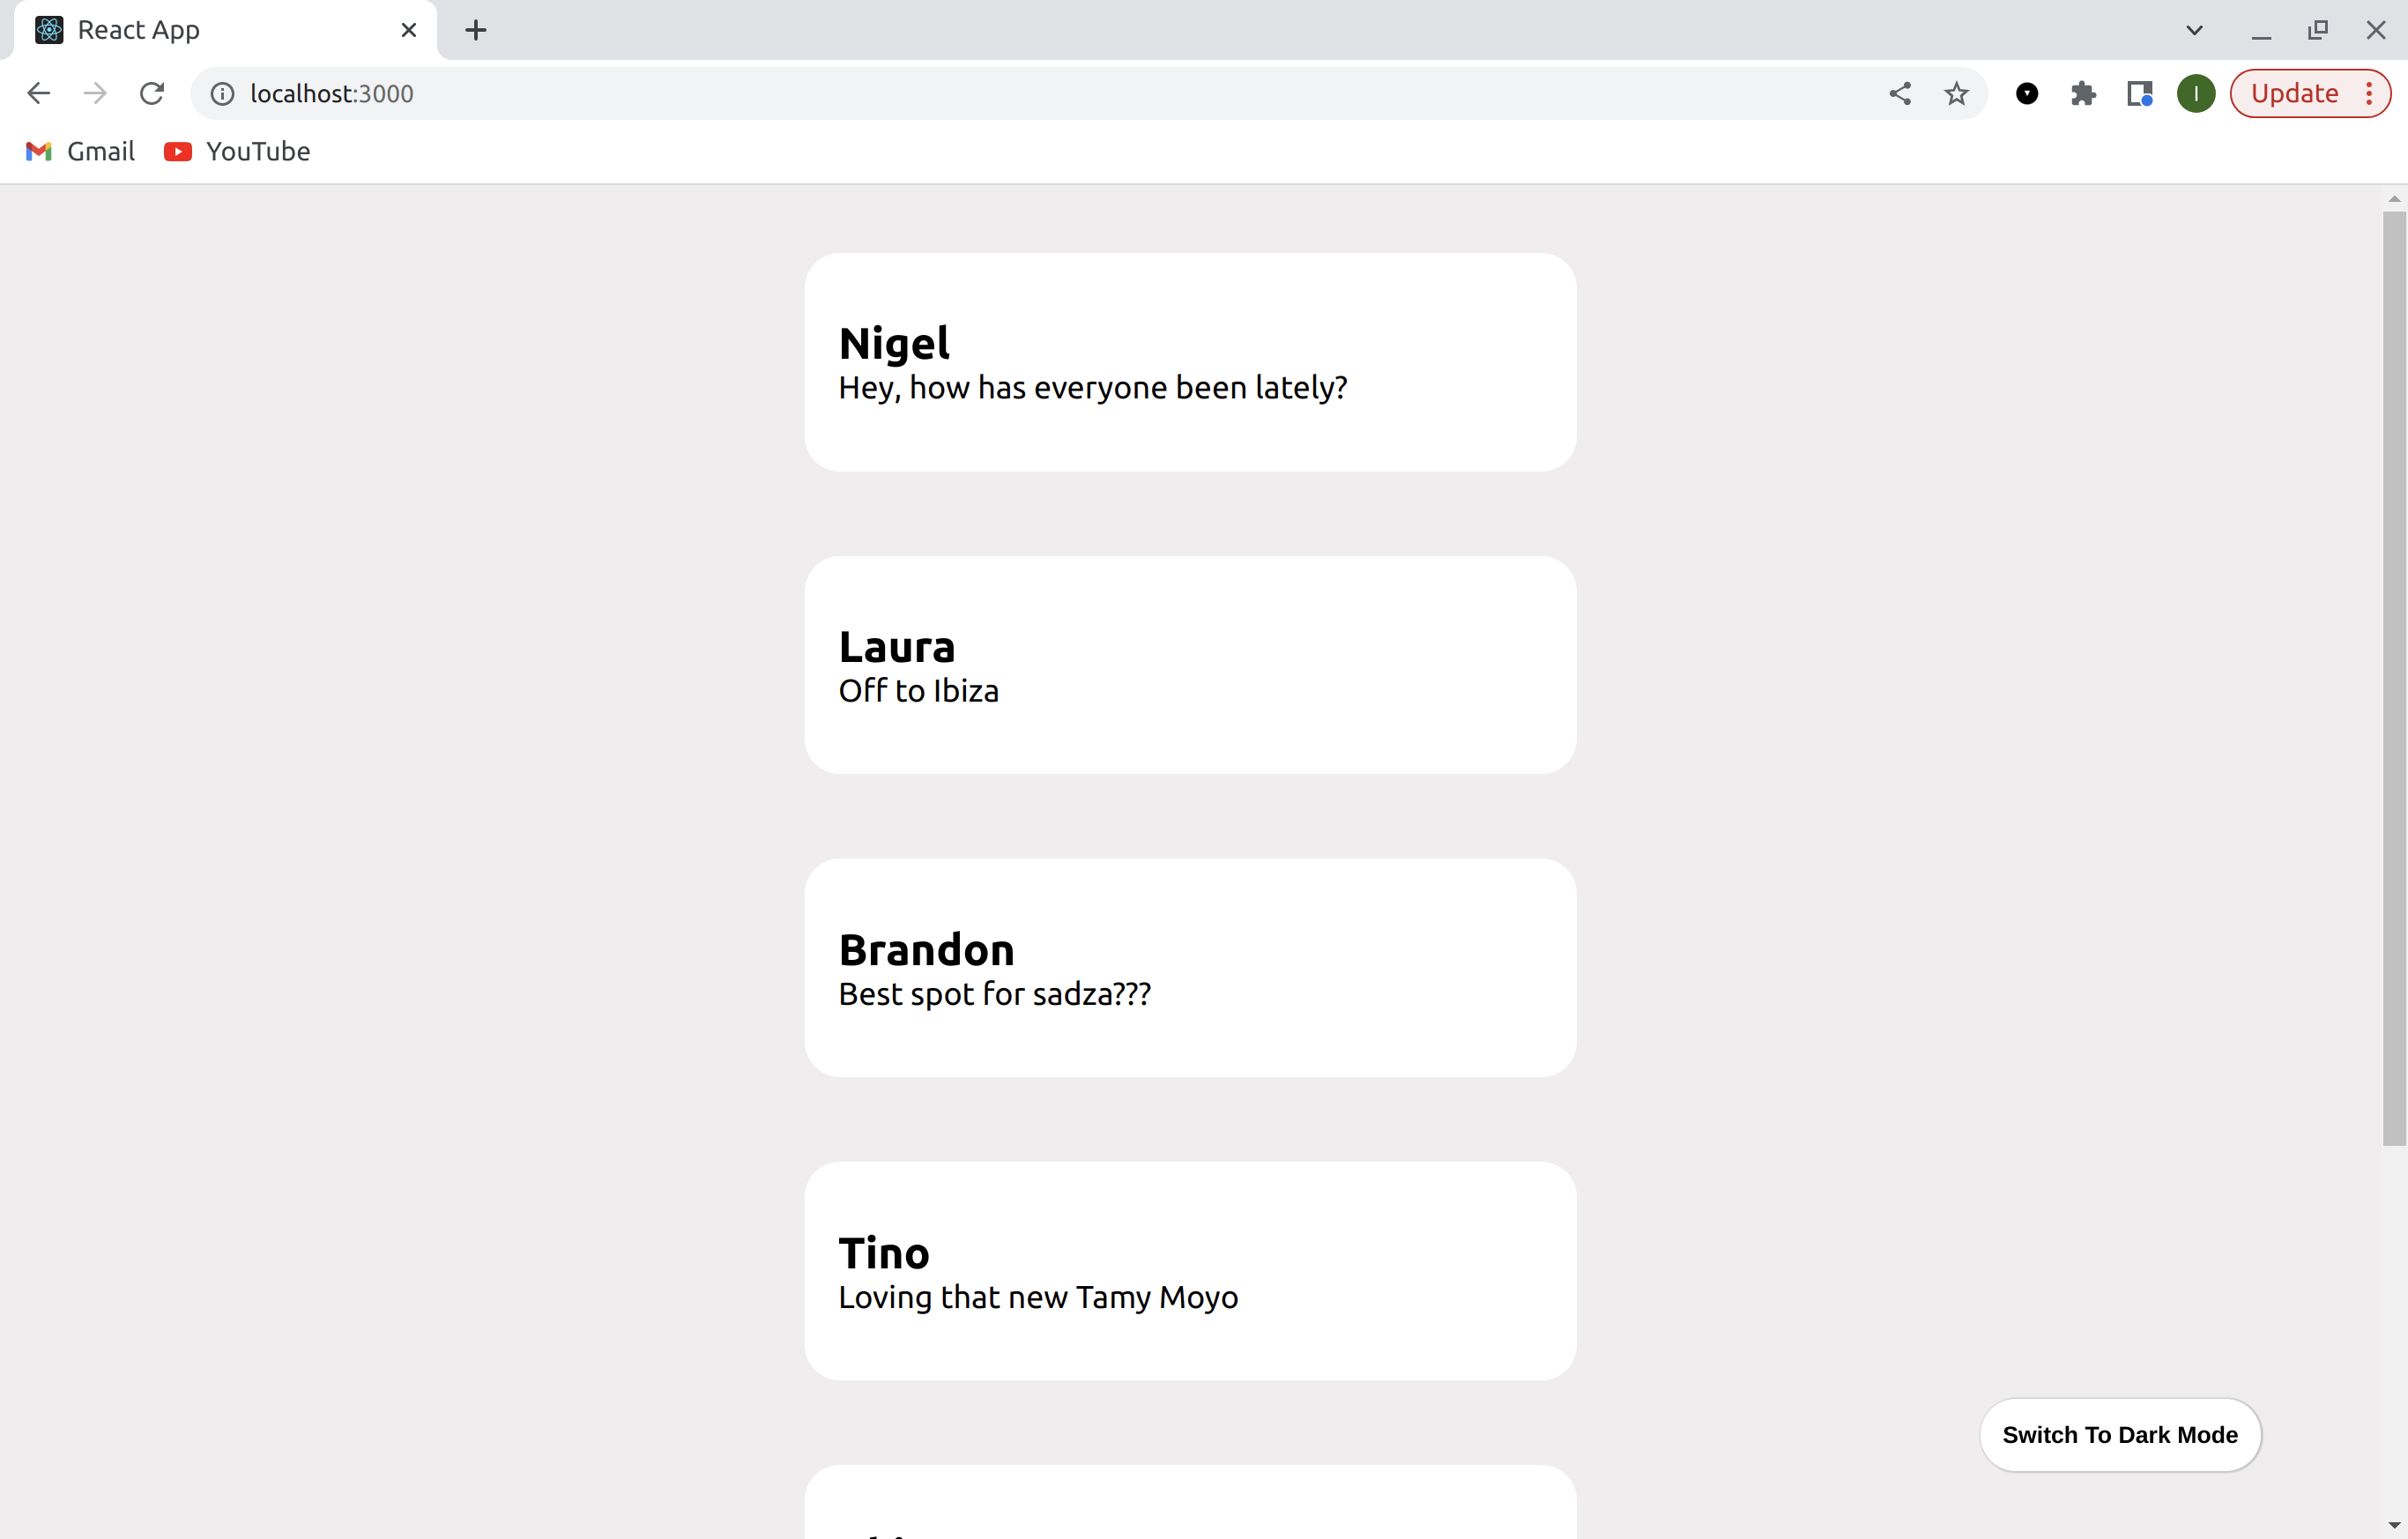 React App
localhost:3000
I
Update
Gmail
YouTube
Nigel
Hey, how has everyone been lately?
Laura
Off to Ibiza
Brandon
Best spot for sadza???
Tino
Loving that new Tamy Moyo
Switch To Dark Mode